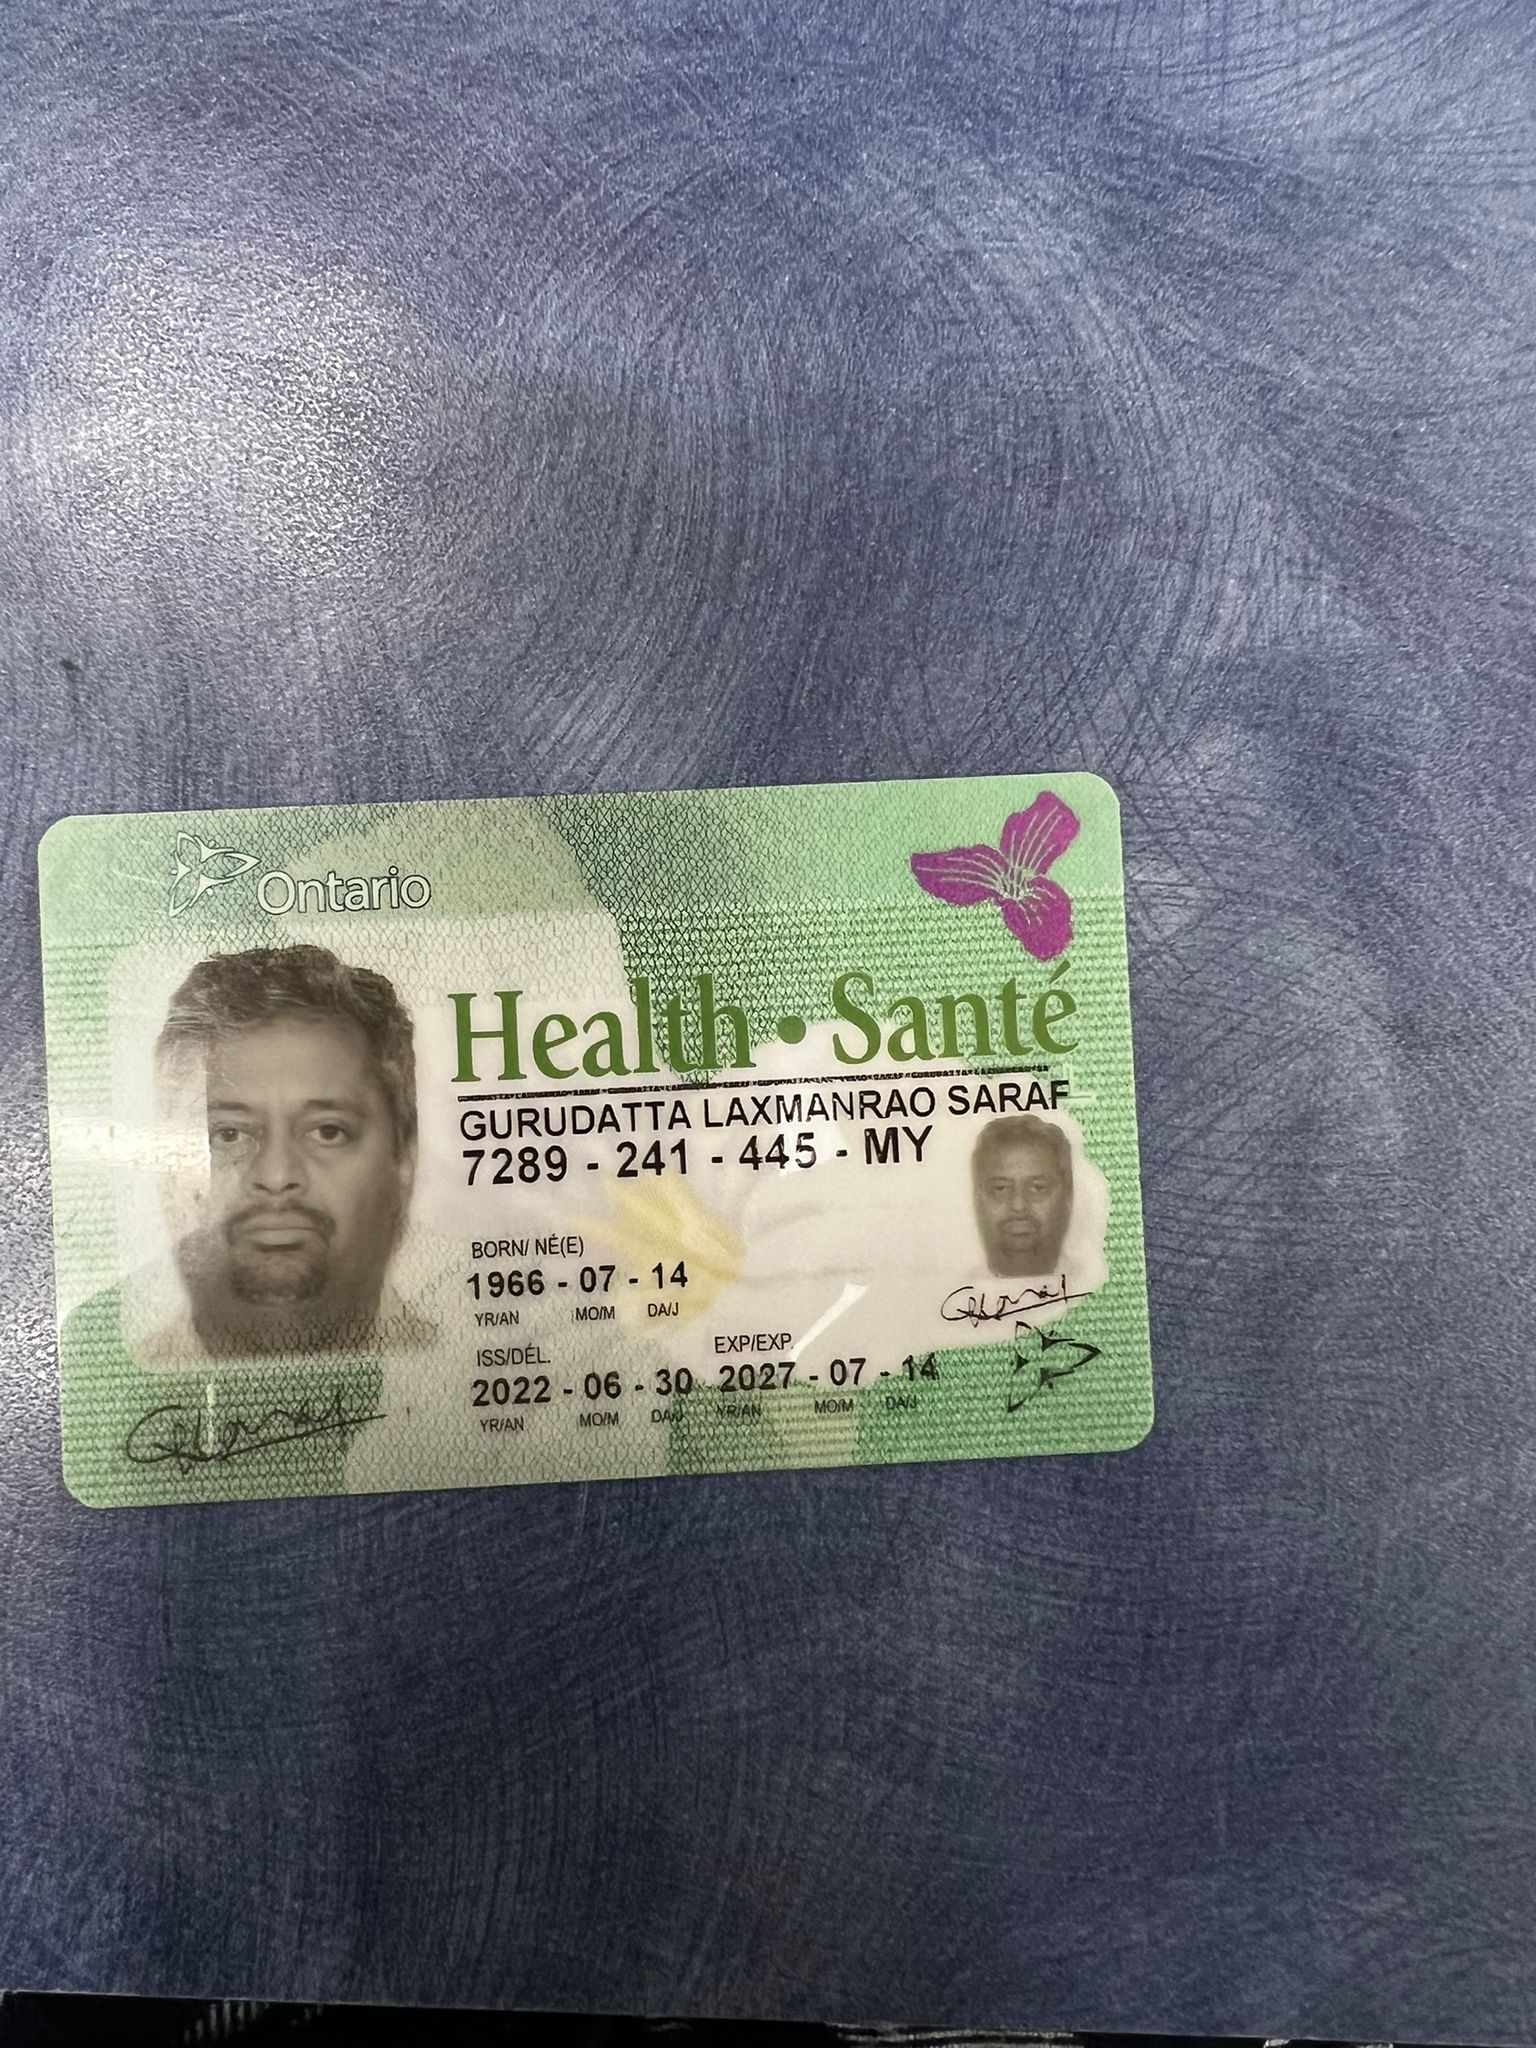 Ontario
Health • Santé
GURUDATTA LAXMANRAO SARAF
7289 - 241 - 445 - MY
BORN/ NÉ(E)
1966 - 07 - 14
YR/AN MO/M DA/J
ISS/DÉL. EXP/EXP.
2022 - 06 - 30 2027 - 07 - 14
YR/AN MO/M DA/J YR/AN MO/M DA/J